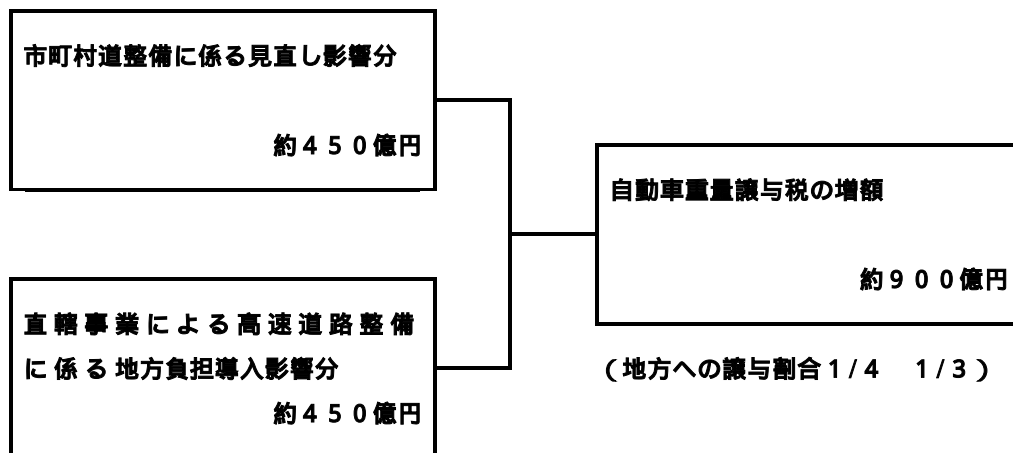 市町村道整備に係る見直し影響分
約４５０億円
直轄事業による高速道路整備
に係る地方負担導入影響分
約４５０億円
自動車重量譲与税の増額
約９００億円
（地方への譲与割合１/４　１/３）